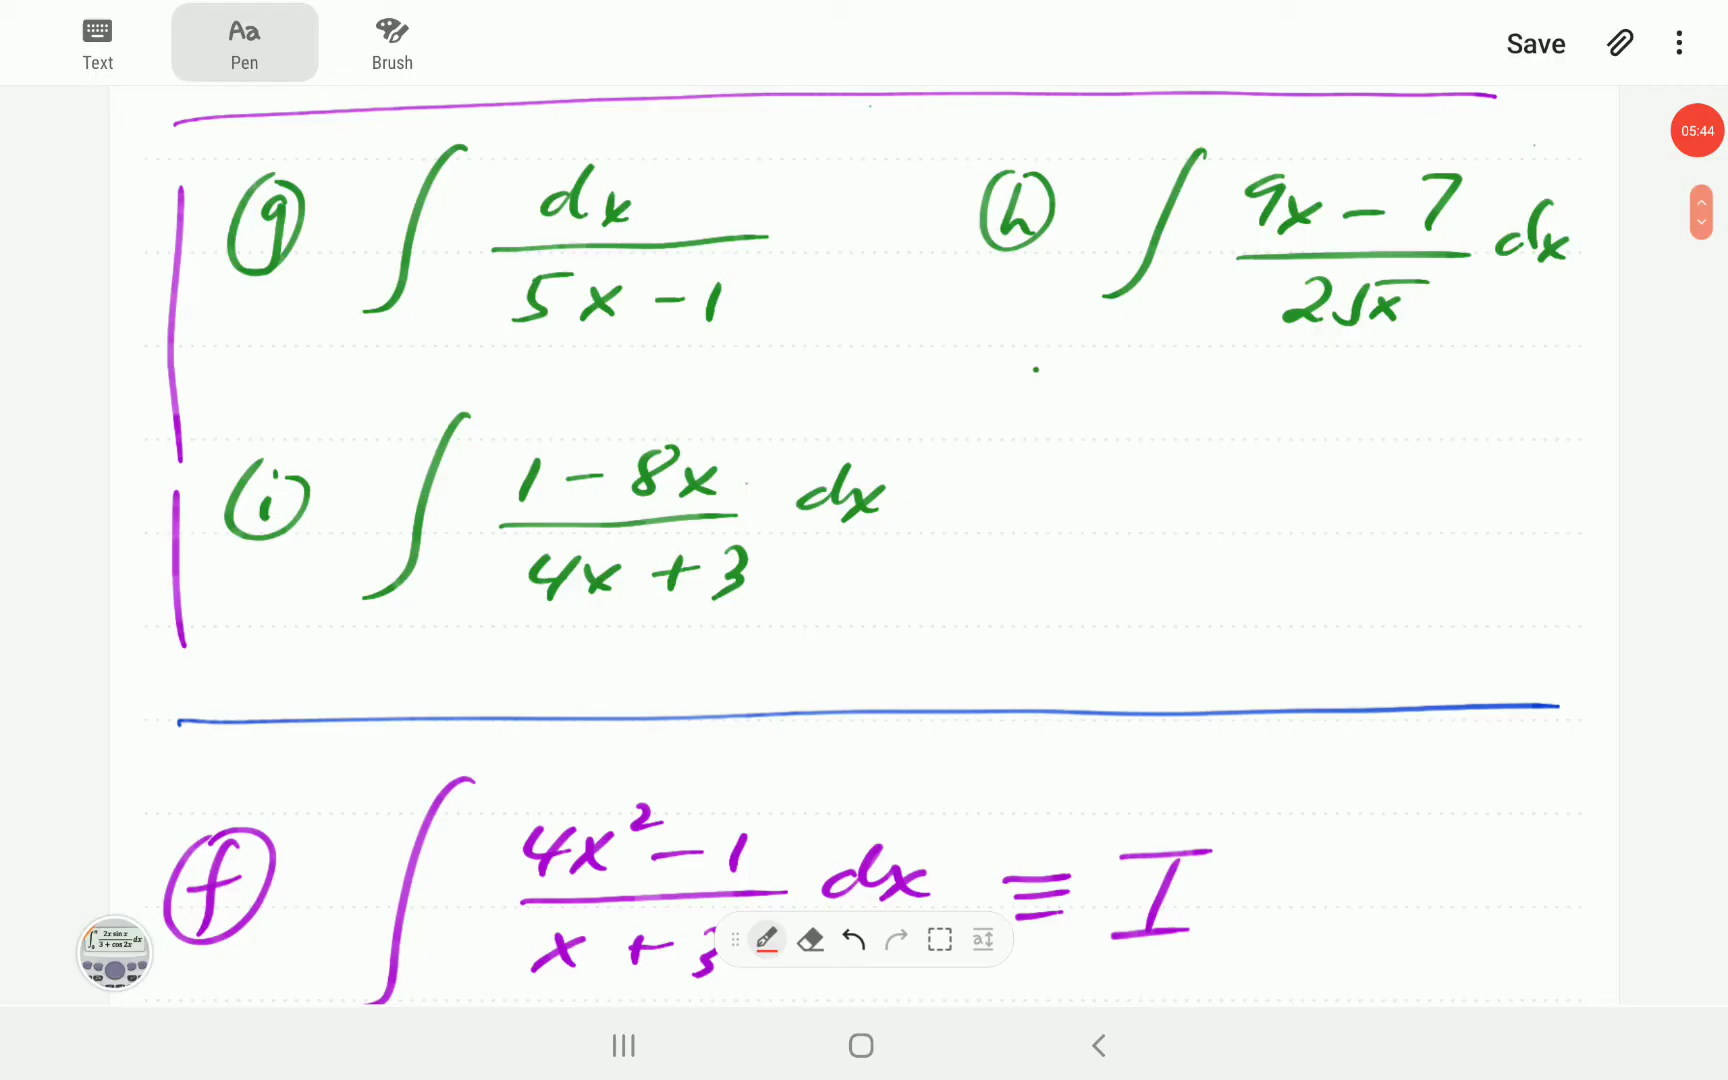 Text Pen Brush Save
05:44
(g) ∫ dx / (5x - 1) (h) ∫ (9x - 7) / (2√x) dx
(i) ∫ (1 - 8x) / (4x + 3) dx
(f) ∫ (4x² - 1) / (x + 3) dx ≡ I